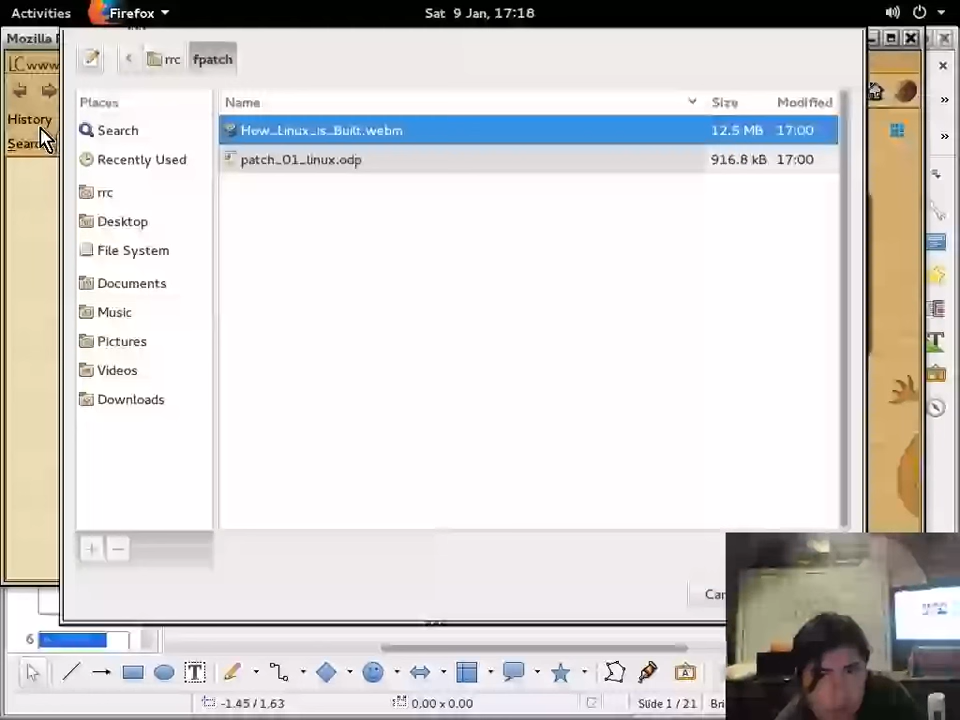 Activities Firefox Sat 9 Jan, 17:18
Mozilla
www
rrc fpatch
History
Places Name Size Modified
Search How_Linux_is_Built.webm 12.5 MB 17:00
Recently Used patch_01_linux.odp 916.8 kB 17:00
rrc
Desktop
File System
Documents
Music
Pictures
Videos
Downloads
6
-1.45 / 1.63 0.00 x 0.00 Slide 1 / 21